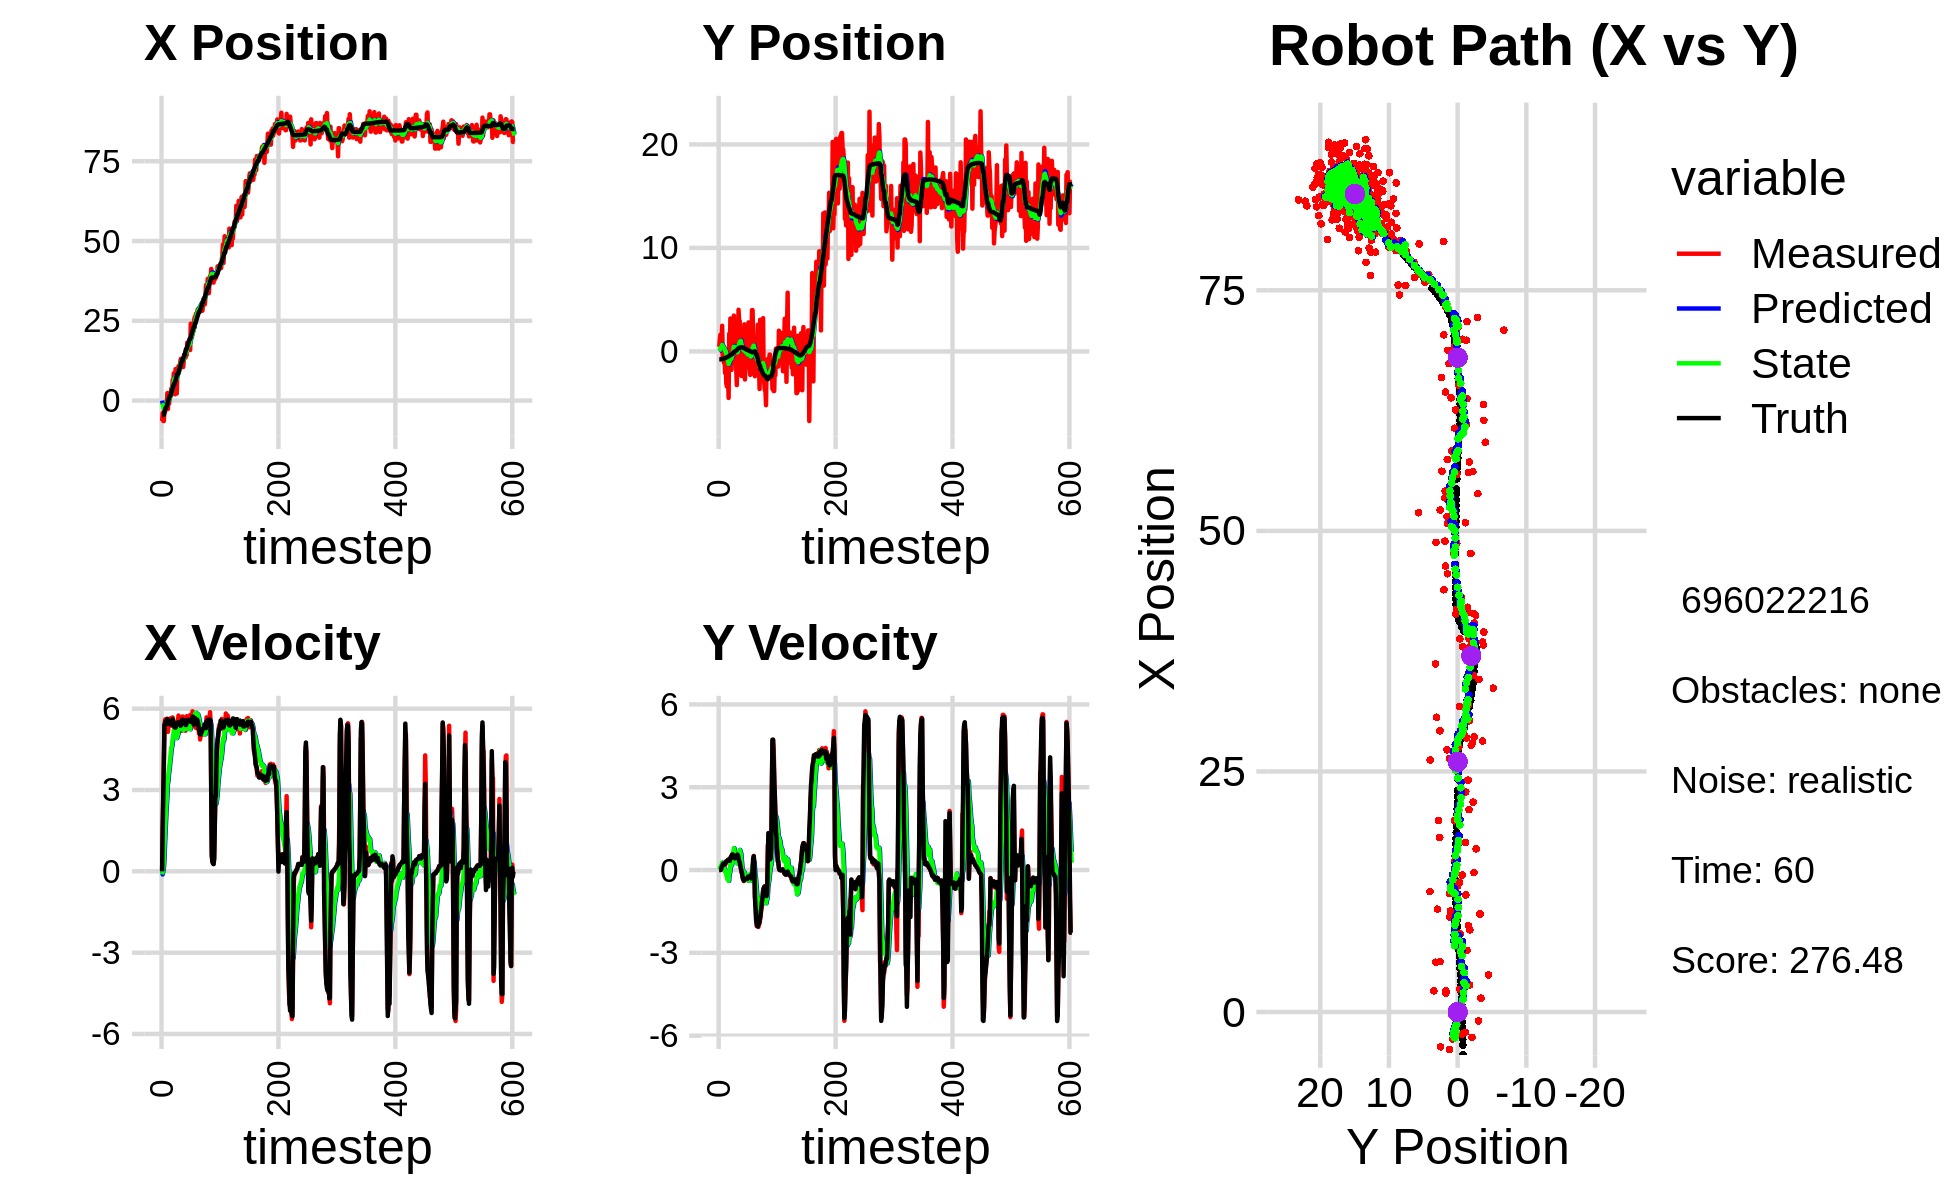 X Position
75
50
25
0
0
200
400
600
timestep
Y Position
20
10
0
0
200
400
600
timestep
X Velocity
6
3
0
-3
-6
0
200
400
600
timestep
Y Velocity
6
3
0
-3
-6
0
200
400
600
timestep
Robot Path (X vs Y)
X Position
75
50
25
0
20 10 0 -10 -20
Y Position
variable
Measured
Predicted
State
Truth
696022216
Obstacles: none
Noise: realistic
Time: 60
Score: 276.48